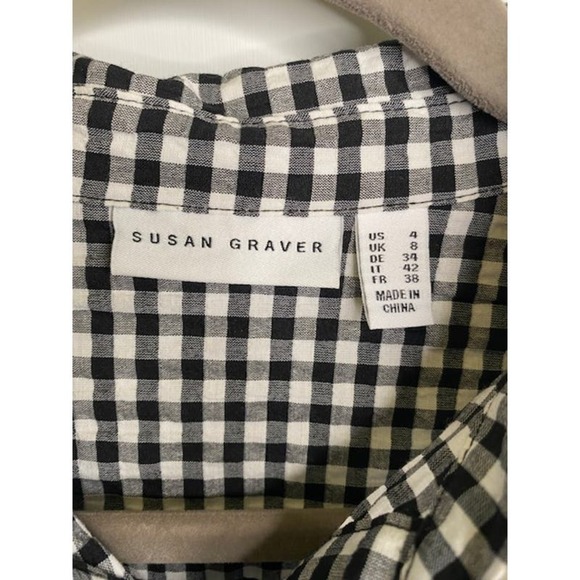 SUSAN GRAVER
US 4
UK 8
DE 34
IT 42
FR 38
MADE IN
CHINA